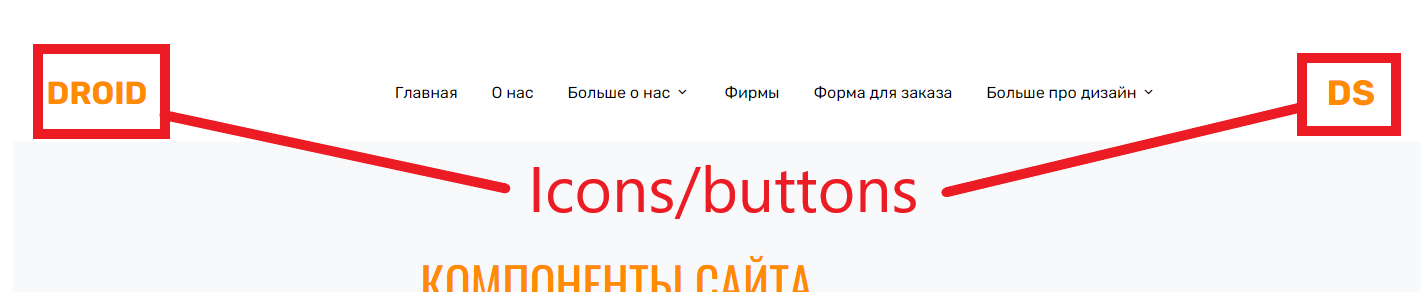 DROID Главная О нас Больше о нас Фирмы Форма для заказа Больше про дизайн DS
Icons/buttons
КОМПОНЕНТЫ САЙТА